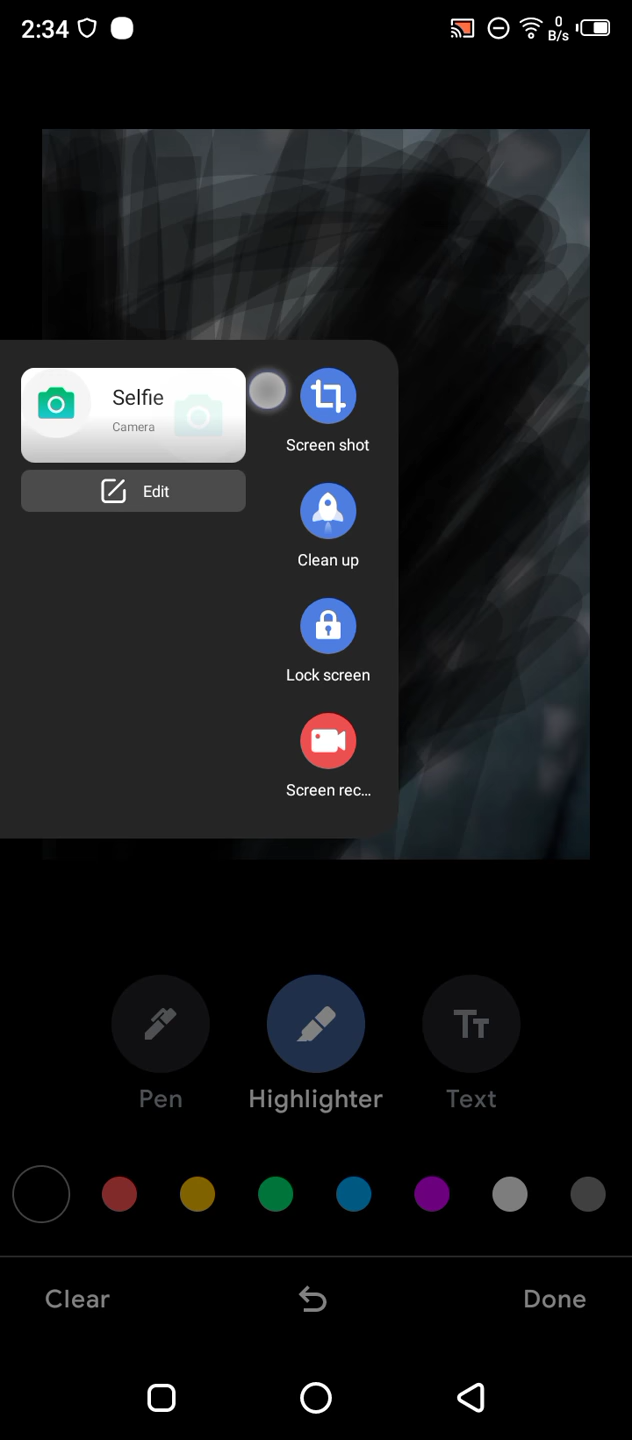 2:34
0
B/s
Selfie
Camera
Edit
Screen shot
Clean up
Lock screen
Screen rec...
Pen
Highlighter
Text
Clear
Done